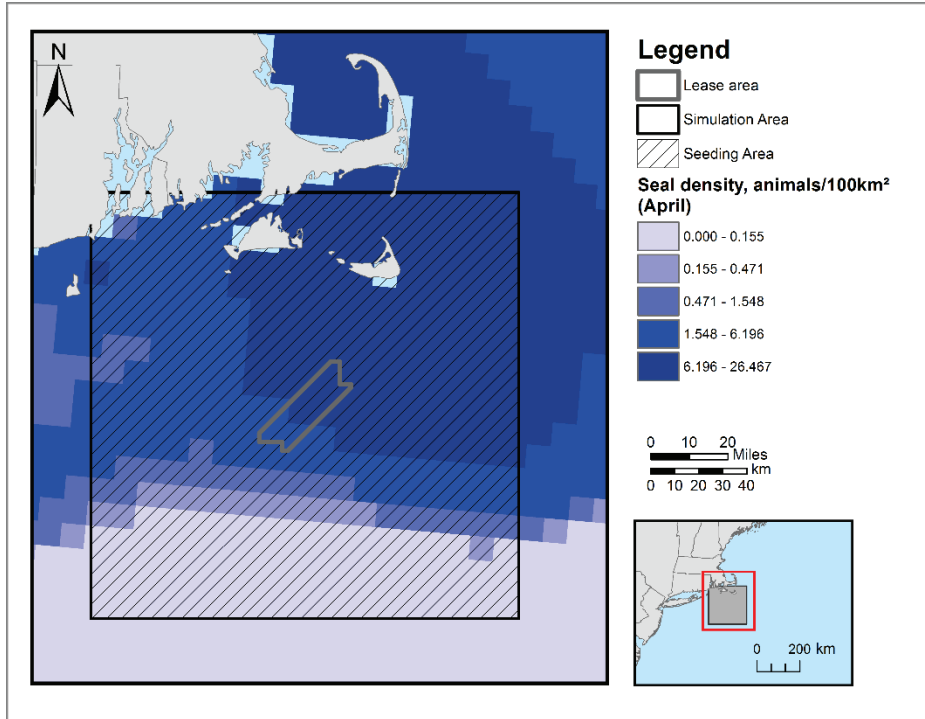 N
Legend
Lease area
Simulation Area
Seeding Area
Seal density, animals/100km²
(April)
0.000 - 0.155
0.155 - 0.471
0.471 - 1.548
1.548 - 6.196
6.196 - 26.467
0 10 20
Miles
km
0 10 20 30 40
0 200 km